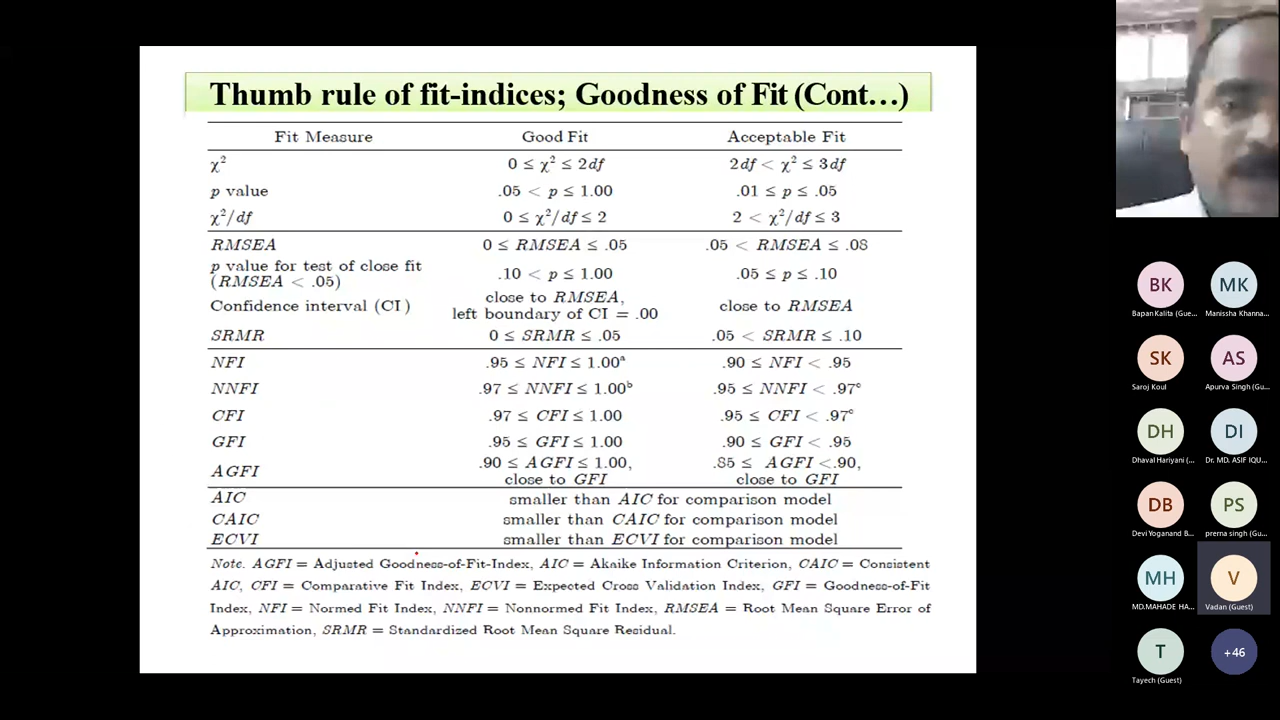 Thumb rule of fit-indices; Goodness of Fit (Cont…)
Fit Measure Good Fit Acceptable Fit
χ² 0 ≤ χ² ≤ 2df 2df < χ² ≤ 3df
p value .05 < p ≤ 1.00 .01 ≤ p ≤ .05
χ²/df 0 ≤ χ²/df ≤ 2 2 < χ²/df ≤ 3
RMSEA 0 ≤ RMSEA ≤ .05 .05 < RMSEA ≤ .08
p value for test of close fit
(RMSEA < .05) .10 < p ≤ 1.00 .05 ≤ p ≤ .10
Confidence interval (CI) close to RMSEA, close to RMSEA
left boundary of CI = .00
SRMR 0 ≤ SRMR ≤ .05 .05 < SRMR ≤ .10
NFI .95 ≤ NFI ≤ 1.00ᵃ .90 ≤ NFI < .95
NNFI .97 ≤ NNFI ≤ 1.00ᵇ .95 ≤ NNFI < .97ᶜ
CFI .97 ≤ CFI ≤ 1.00 .95 ≤ CFI < .97ᶜ
GFI .95 ≤ GFI ≤ 1.00 .90 ≤ GFI < .95
AGFI .90 ≤ AGFI ≤ 1.00, .85 ≤ AGFI <.90,
close to GFI close to GFI
AIC smaller than AIC for comparison model
CAIC smaller than CAIC for comparison model
ECVI smaller than ECVI for comparison model
Note. AGFI = Adjusted Goodness-of-Fit-Index, AIC = Akaike Information Criterion, CAIC = Consistent
AIC, CFI = Comparative Fit Index, ECVI = Expected Cross Validation Index, GFI = Goodness-of-Fit
Index, NFI = Normed Fit Index, NNFI = Nonnormed Fit Index, RMSEA = Root Mean Square Error of
Approximation, SRMR = Standardized Root Mean Square Residual.
BK MK
Bapan Kalita (Gue... Manissha Khanna...
SK AS
Saroj Koul Apurva Singh (Gu...
DH DI
Dhaval Hariyani (... Dr. MD. ASIF IQU...
DB PS
Devi Yoganand B... prerna singh (Gu...
MH V
MD.MAHADE HA... Vadan (Guest)
T +46
Tayech (Guest)